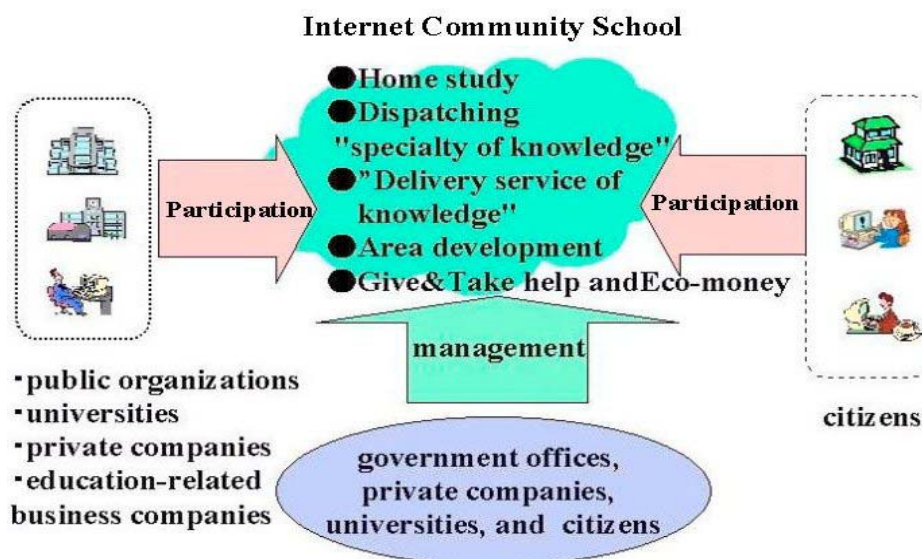 Internet Community School
●Home study
●Dispatching
"specialty of knowledge"
●"Delivery service of
knowledge"
●Area development
●Give&Take help andEco-money
Participation
Participation
management
・public organizations
・universities
・private companies
・education-related
business companies
citizens
government offices,
private companies,
universities, and citizens